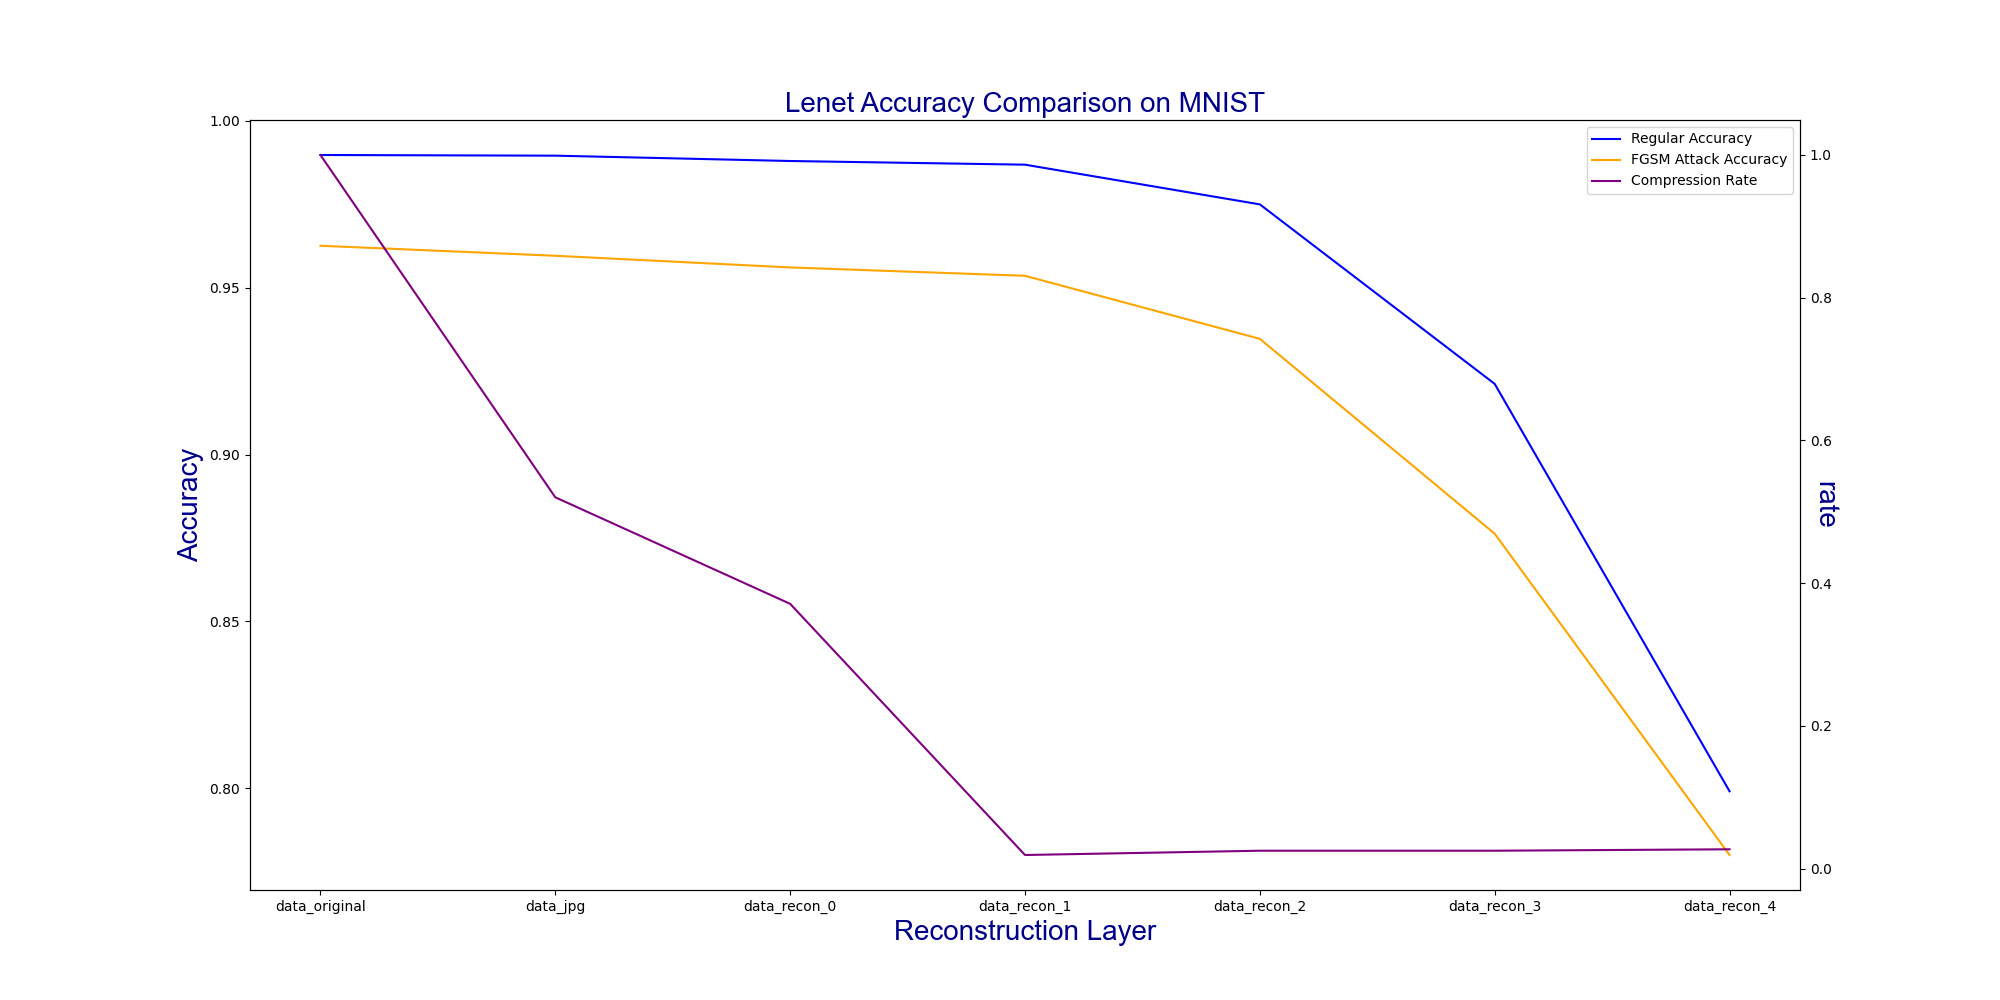 Lenet Accuracy Comparison on MNIST
Regular Accuracy
FGSM Attack Accuracy
Compression Rate
Accuracy
1.00
0.95
0.90
0.85
0.80
rate
1.0
0.8
0.6
0.4
0.2
0.0
data_original data_jpg data_recon_0 data_recon_1 data_recon_2 data_recon_3 data_recon_4
Reconstruction Layer